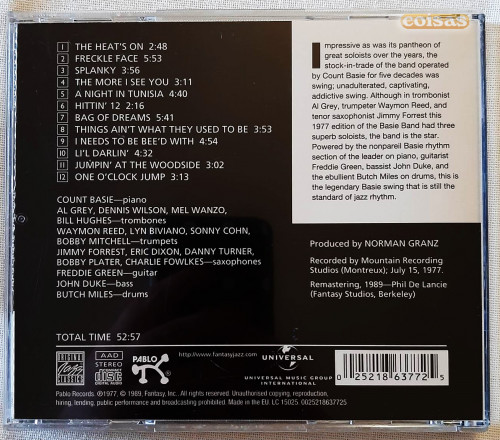 coisas
1 THE HEAT'S ON 2:48
2 FRECKLE FACE 5:53
3 SPLANKY 3:56
4 THE MORE I SEE YOU 3:11
5 A NIGHT IN TUNISIA 4:40
6 HITTIN' 12 2:16
7 BAG OF DREAMS 5:41
8 THINGS AIN'T WHAT THEY USED TO BE 3:53
9 I NEEDS TO BE BEE'D WITH 4:54
10 LI'L DARLIN' 4:32
11 JUMPIN' AT THE WOODSIDE 3:02
12 ONE O'CLOCK JUMP 3:13
COUNT BASIE—piano
AL GREY, DENNIS WILSON, MEL WANZO,
BILL HUGHES—trombones
WAYMON REED, LYN BIVIANO, SONNY COHN,
BOBBY MITCHELL—trumpets
JIMMY FORREST, ERIC DIXON, DANNY TURNER,
BOBBY PLATER, CHARLIE FOWLKES—saxophones
FREDDIE GREEN—guitar
JOHN DUKE—bass
BUTCH MILES—drums
TOTAL TIME 52:57
Impressive as was its pantheon of
great soloists over the years, the
stock-in-trade of the band operated
by Count Basie for five decades was
swing; unadulterated, captivating,
addictive swing. Although in trombonist
Al Grey, trumpeter Waymon Reed, and
tenor saxophonist Jimmy Forrest this
1977 edition of the Basie Band had three
superb soloists, the band is the star.
Powered by the nonpareil Basie rhythm
section of the leader on piano, guitarist
Freddie Green, bassist John Duke, and
the ebullient Butch Miles on drums, this is
the legendary Basie swing that is still the
standard of jazz rhythm.
Produced by NORMAN GRANZ
Recorded by Mountain Recording
Studios (Montreux); July 15, 1977.
Remastering, 1989—Phil De Lancie
(Fantasy Studios, Berkeley)
ORIGINAL
Jazz
CLASSICS
AAD
STEREO
COMPACT
disc
DIGITAL AUDIO
PABLO
http://www.fantasyjazz.com
UNIVERSAL
UNIVERSAL MUSIC GROUP
INTERNATIONAL
0 25218 63772 5
Pablo Records. ℗1977, © 1989, Fantasy, Inc. All rights reserved. Unauthorised copying, reproduction,
hiring, lending, public performance and broadcasting prohibited. Made in the EU. LC 15025 0025218637725